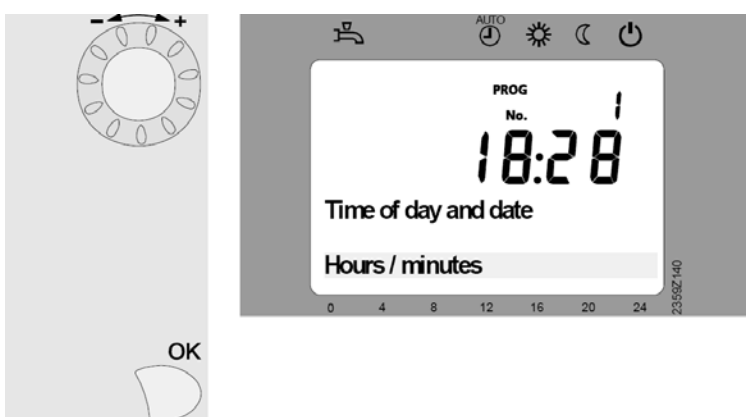 - +
AUTO
PROG
No. 1
18:28
Time of day and date
Hours / minutes
0 4 8 12 16 20 24
2359Z140
OK